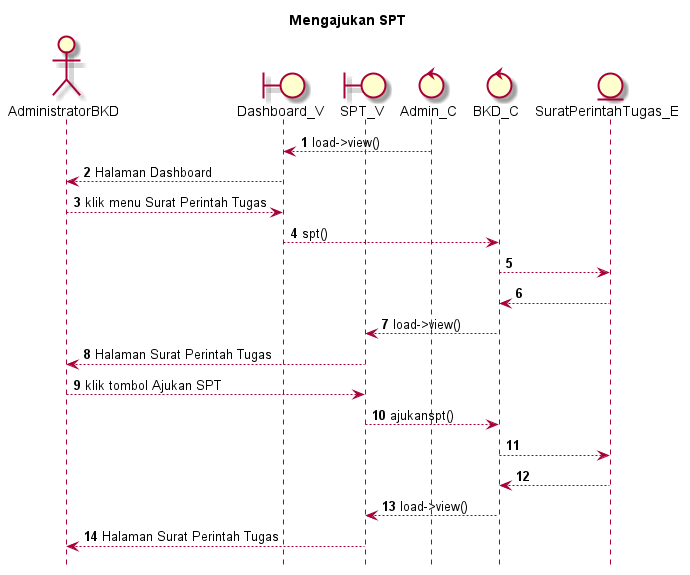 Mengajukan SPT
AdministratorBKD Dashboard_V SPT_V Admin_C BKD_C SuratPerintahTugas_E
1 load->view()
2 Halaman Dashboard
3 klik menu Surat Perintah Tugas
4 spt()
5
6
7 load->view()
8 Halaman Surat Perintah Tugas
9 klik tombol Ajukan SPT
10 ajukanspt()
11
12
13 load->view()
14 Halaman Surat Perintah Tugas